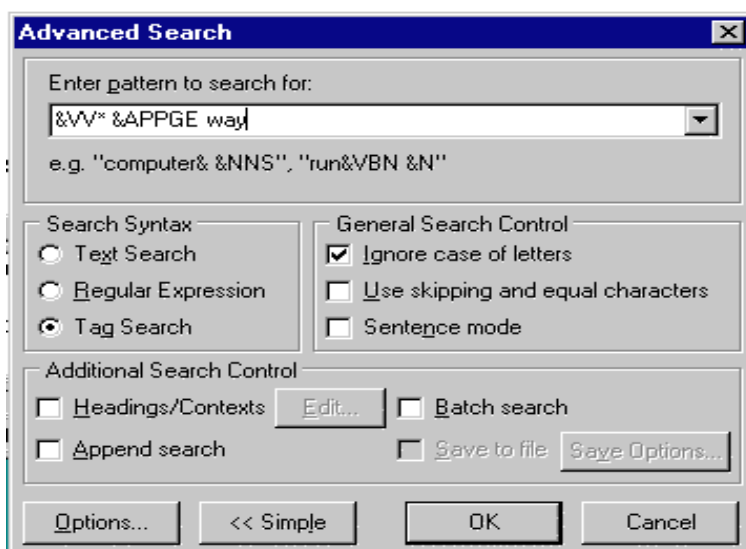 Advanced Search
Enter pattern to search for:
&VV* &APPGE way
e.g. "computer& &NNS", "run&VBN &N"
Search Syntax
Text Search
Regular Expression
Tag Search
General Search Control
Ignore case of letters
Use skipping and equal characters
Sentence mode
Additional Search Control
Headings/Contexts Edit... Batch search
Append search Save to file Save Options...
Options... << Simple OK Cancel